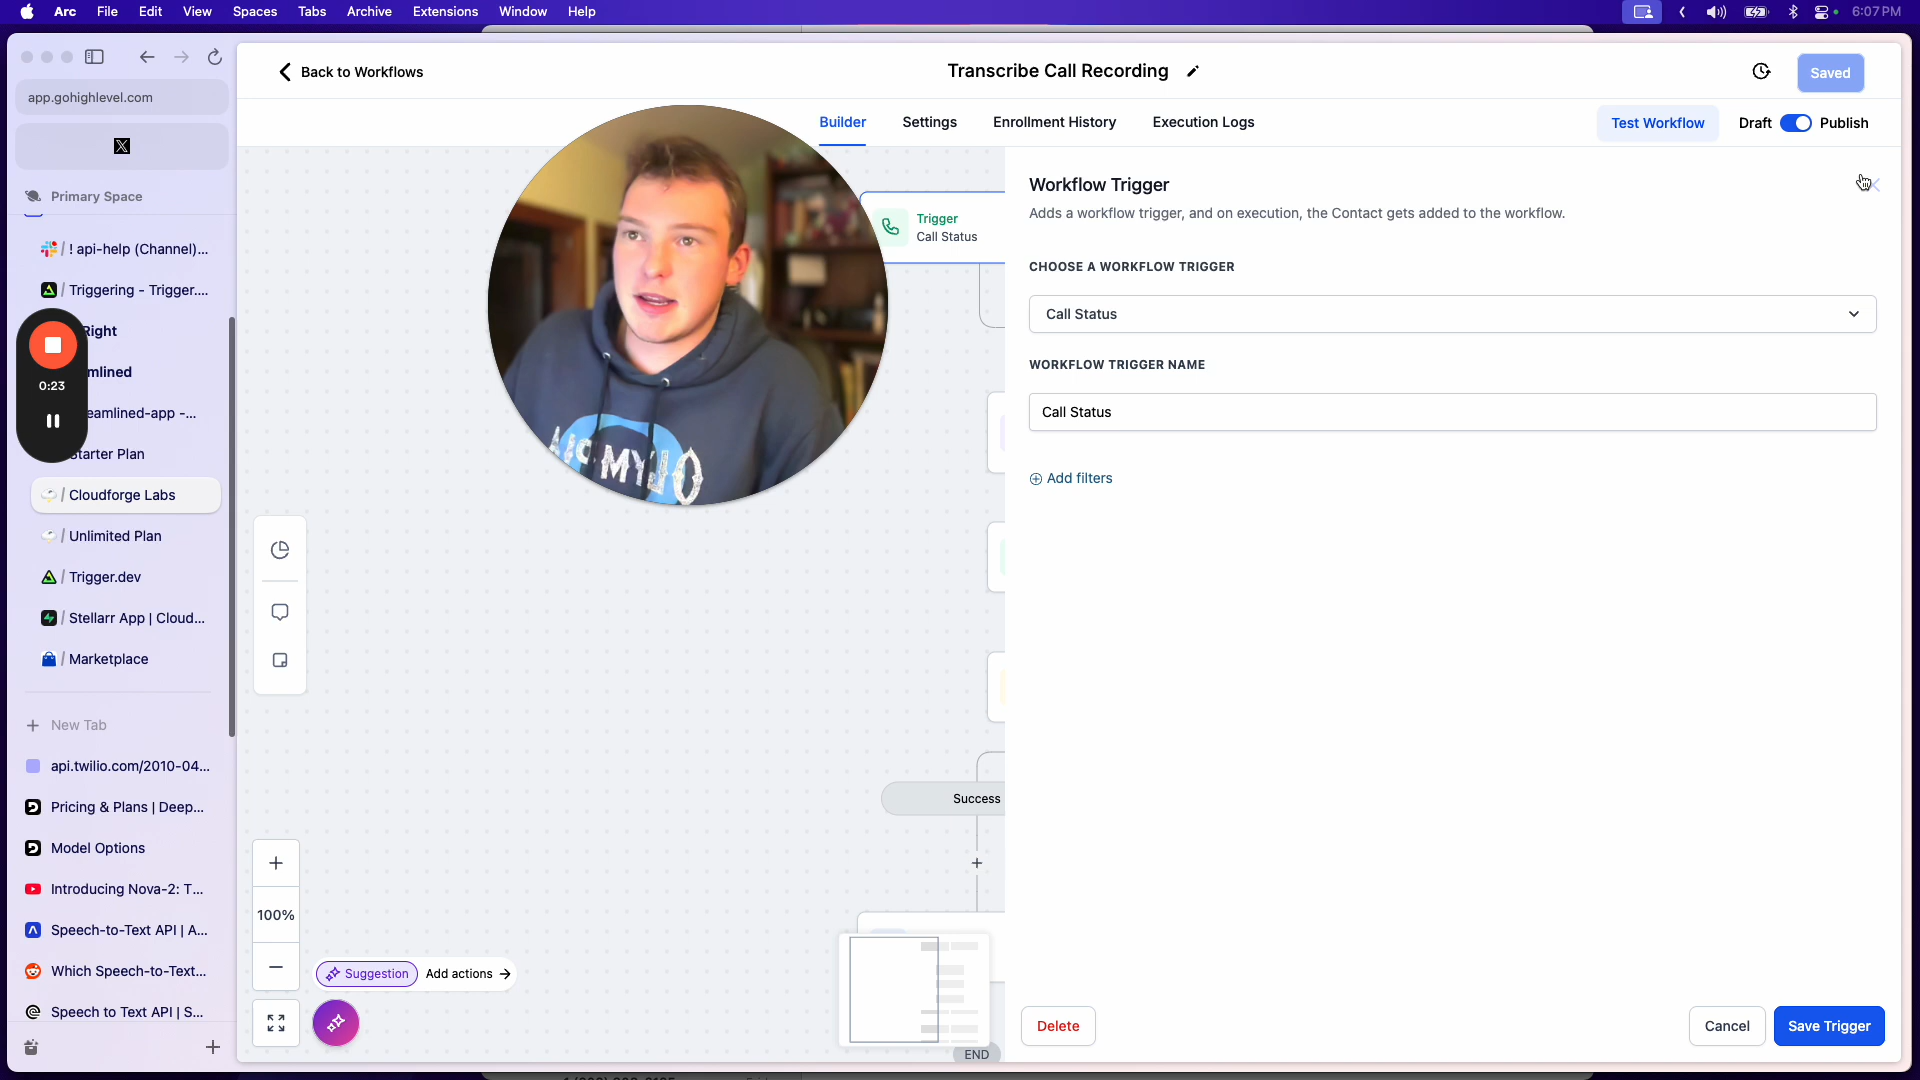 Arc File Edit View Spaces Tabs Archive Extensions Window Help
6:07 PM
app.gohighlevel.com
Primary Space
/ ! api-help (Channel)...
/ Triggering - Trigger....
Right
mlined
eamlined-app -...
Starter Plan
/ Cloudforge Labs
/ Unlimited Plan
/ Trigger.dev
/ Stellarr App | Cloud...
/ Marketplace
New Tab
api.twilio.com/2010-04...
Pricing & Plans | Deep...
Model Options
Introducing Nova-2: T...
Speech-to-Text API | A...
Which Speech-to-Text...
Speech to Text API | S...
0:23
Back to Workflows
Transcribe Call Recording
Saved
Builder Settings Enrollment History Execution Logs
Test Workflow Draft Publish
Trigger
Call Status
Success
END
100%
Suggestion Add actions
Workflow Trigger
Adds a workflow trigger, and on execution, the Contact gets added to the workflow.
CHOOSE A WORKFLOW TRIGGER
Call Status
WORKFLOW TRIGGER NAME
Call Status
Add filters
Delete Cancel Save Trigger